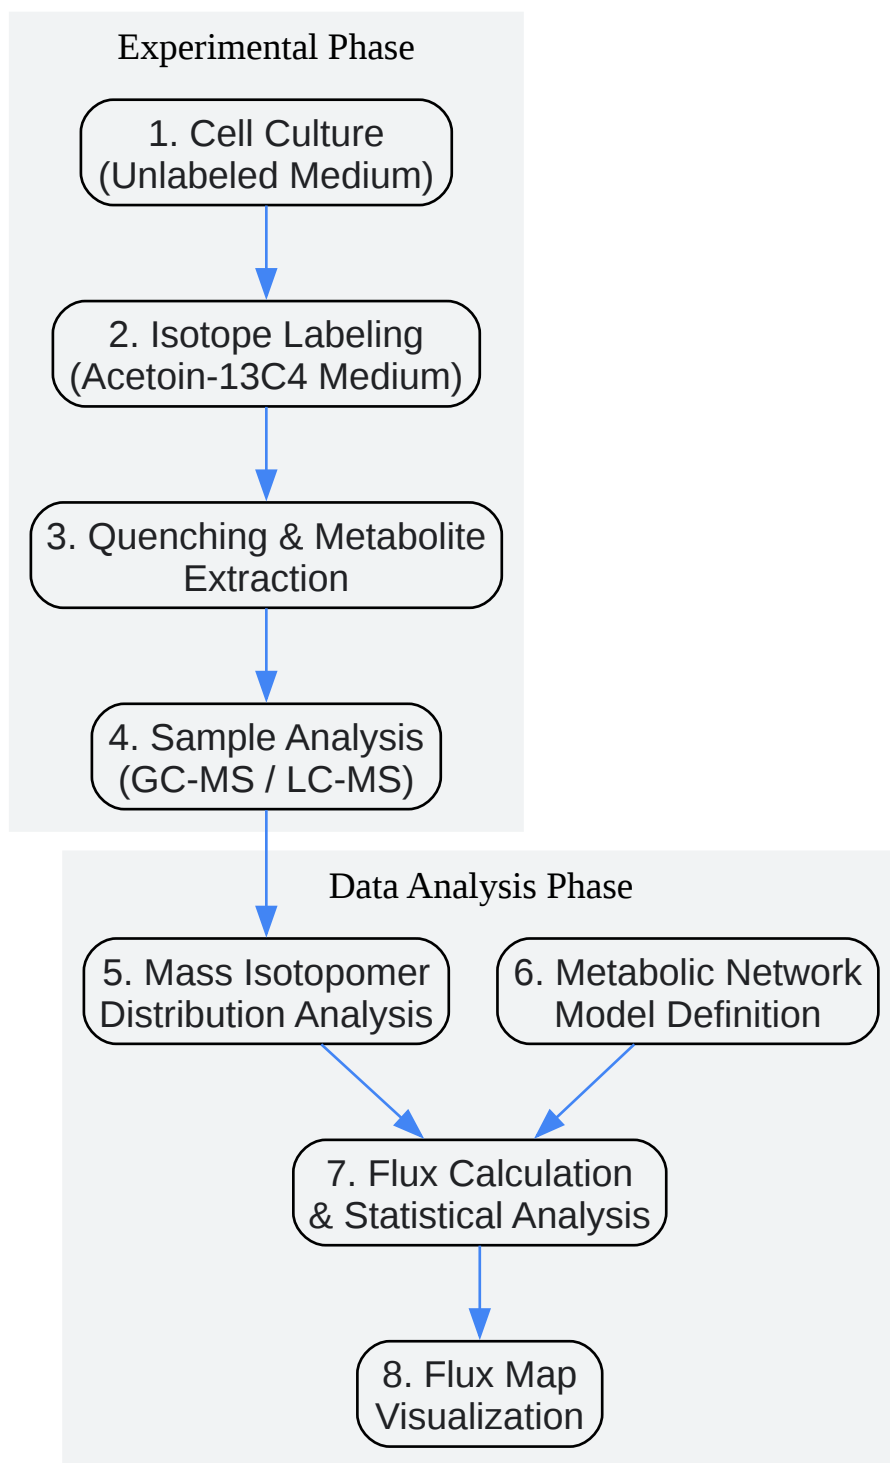 Experimental Phase
1. Cell Culture
(Unlabeled Medium)
2. Isotope Labeling
(Acetoin-13C4 Medium)
3. Quenching & Metabolite
Extraction
4. Sample Analysis
(GC-MS / LC-MS)
Data Analysis Phase
5. Mass Isotopomer
Distribution Analysis
6. Metabolic Network
Model Definition
7. Flux Calculation
& Statistical Analysis
8. Flux Map
Visualization